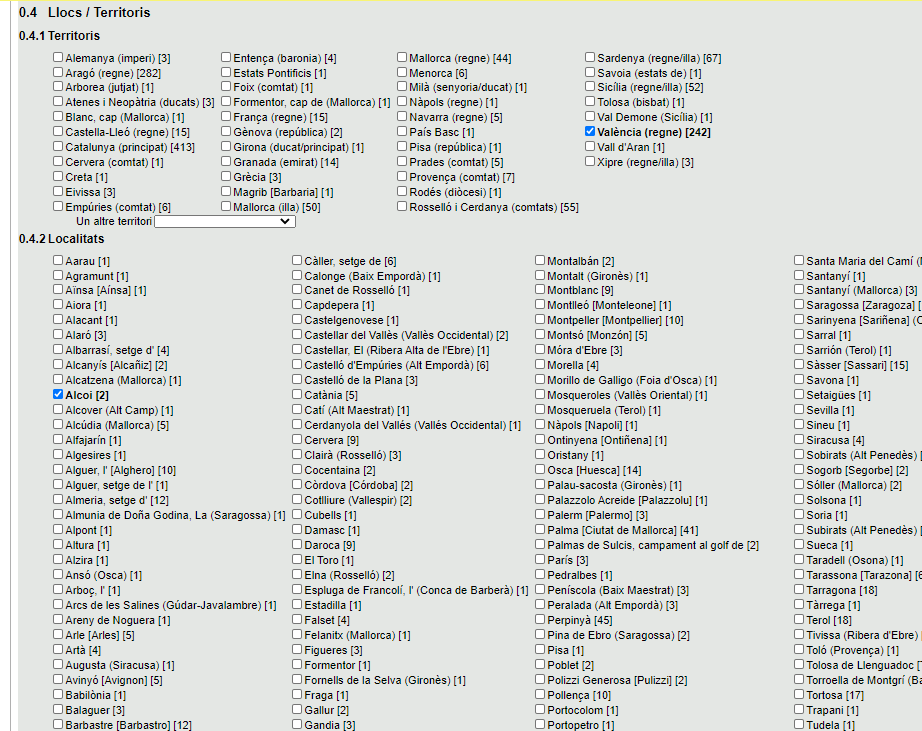 0.4 Llocs / Territoris
0.4.1 Territoris
Alemanya (imperi) [3]
Aragó (regne) [282]
Arborea (jutjat) [1]
Atenes i Neopàtria (ducats) [3]
Blanc, cap (Mallorca) [1]
Castella-Lleó (regne) [15]
Catalunya (principat) [413]
Cervera (comtat) [1]
Creta [1]
Eivissa [3]
Empúries (comtat) [6]
Entença (baronia) [4]
Estats Pontificis [1]
Foix (comtat) [1]
Formentor, cap de (Mallorca) [1]
França (regne) [15]
Gènova (república) [2]
Girona (ducat/principat) [1]
Granada (emirat) [14]
Grècia [3]
Magrib [Barbaria] [1]
Mallorca (illa) [50]
Mallorca (regne) [44]
Menorca [6]
Milà (senyoria/ducat) [1]
Nàpols (regne) [1]
Navarra (regne) [5]
País Basc [1]
Pisa (república) [1]
Prades (comtat) [5]
Provença (comtat) [7]
Rodés (diòcesi) [1]
Rosselló i Cerdanya (comtats) [55]
Sardenya (regne/illa) [67]
Savoia (estats de) [1]
Sicília (regne/illa) [52]
Tolosa (bisbat) [1]
Val Demone (Sicília) [1]
València (regne) [242]
Vall d'Aran [1]
Xipre (regne/illa) [3]
Un altre territori
0.4.2 Localitats
Aarau [1]
Agramunt [1]
Aïnsa [Aínsa] [1]
Aiora [1]
Alacant [1]
Alaró [3]
Albarrasí, setge d' [4]
Alcanyís [Alcañiz] [2]
Alcatzena (Mallorca) [1]
Alcoi [2]
Alcover (Alt Camp) [1]
Alcúdia (Mallorca) [5]
Alfajarín [1]
Algesires [1]
Alguer, l' [Alghero] [10]
Alguer, setge de l' [1]
Almeria, setge d' [12]
Almunia de Doña Godina, La (Saragossa) [1]
Alpont [1]
Altura [1]
Alzira [1]
Ansó (Osca) [1]
Arboç, l' [1]
Arcs de les Salines (Gúdar-Javalambre) [1]
Areny de Noguera [1]
Arle [Arles] [5]
Artà [4]
Augusta (Siracusa) [1]
Avinyó [Avignon] [5]
Babilònia [1]
Balaguer [3]
Barbastre [Barbastro] [12]
Càller, setge de [6]
Calonge (Baix Empordà) [1]
Canet de Rosselló [1]
Capdepera [1]
Castelgenovese [1]
Castellar del Vallès (Vallès Occidental) [2]
Castellar, El (Ribera Alta de l'Ebre) [1]
Castelló d'Empúries (Alt Empordà) [6]
Castelló de la Plana [3]
Catània [5]
Catí (Alt Maestrat) [1]
Cerdanyola del Vallés (Vallés Occidental) [1]
Cervera [9]
Clairà (Rosselló) [3]
Cocentaina [2]
Còrdova [Córdoba] [2]
Cotlliure (Vallespir) [2]
Cubells [1]
Damasc [1]
Daroca [9]
El Toro [1]
Elna (Rosselló) [2]
Espluga de Francolí, l' (Conca de Barberà) [1]
Estadilla [1]
Falset [4]
Felanitx (Mallorca) [1]
Figueres [3]
Formentor [1]
Fornells de la Selva (Gironès) [1]
Fraga [1]
Gallur [2]
Gandia [3]
Montalbán [2]
Montalt (Gironès) [1]
Montblanc [9]
Montlleó [Monteleone] [1]
Montpeller [Montpellier] [10]
Montsó [Monzón] [5]
Móra d'Ebre [3]
Morella [4]
Morillo de Galligo (Foia d'Osca) [1]
Mosqueroles (Vallès Oriental) [1]
Mosqueruela (Terol) [1]
Nàpols [Napoli] [1]
Ontinyena [Ontiñena] [1]
Oristany [1]
Osca [Huesca] [14]
Palau-sacosta (Gironès) [1]
Palazzolo Acreide [Palazzolu] [1]
Palerm [Palermo] [3]
Palma [Ciutat de Mallorca] [41]
Palmas de Sulcis, campament al golf de [2]
París [3]
Pedralbes [1]
Peníscola (Baix Maestrat) [3]
Peralada (Alt Empordà) [3]
Perpinyà [45]
Pina de Ebro (Saragossa) [2]
Pisa [1]
Poblet [2]
Polizzi Generosa [Pulizzi] [2]
Pollença [10]
Portocolom [1]
Portopetro [1]
Santa Maria del Camí (
Santanyí [1]
Santanyí (Mallorca) [3]
Saragossa [Zaragoza] [
Sarinyena [Sariñena] (
Sarral [1]
Sarrión (Terol) [1]
Sàsser [Sassari] [15]
Savona [1]
Setaigües [1]
Sevilla [1]
Sineu [1]
Siracusa [4]
Sobirats (Alt Penedès) [
Sogorb [Segorbe] [2]
Sóller (Mallorca) [2]
Solsona [1]
Soria [1]
Subirats (Alt Penedès) [
Sueca [1]
Taradell (Osona) [1]
Tarassona [Tarazona] [
Tarragona [18]
Tàrrega [1]
Terol [18]
Tivissa (Ribera d'Ebre)
Toló (Provença) [1]
Tolosa de Llenguadoc [
Torroella de Montgrí (
Tortosa [17]
Trapani [1]
Tudela [1]